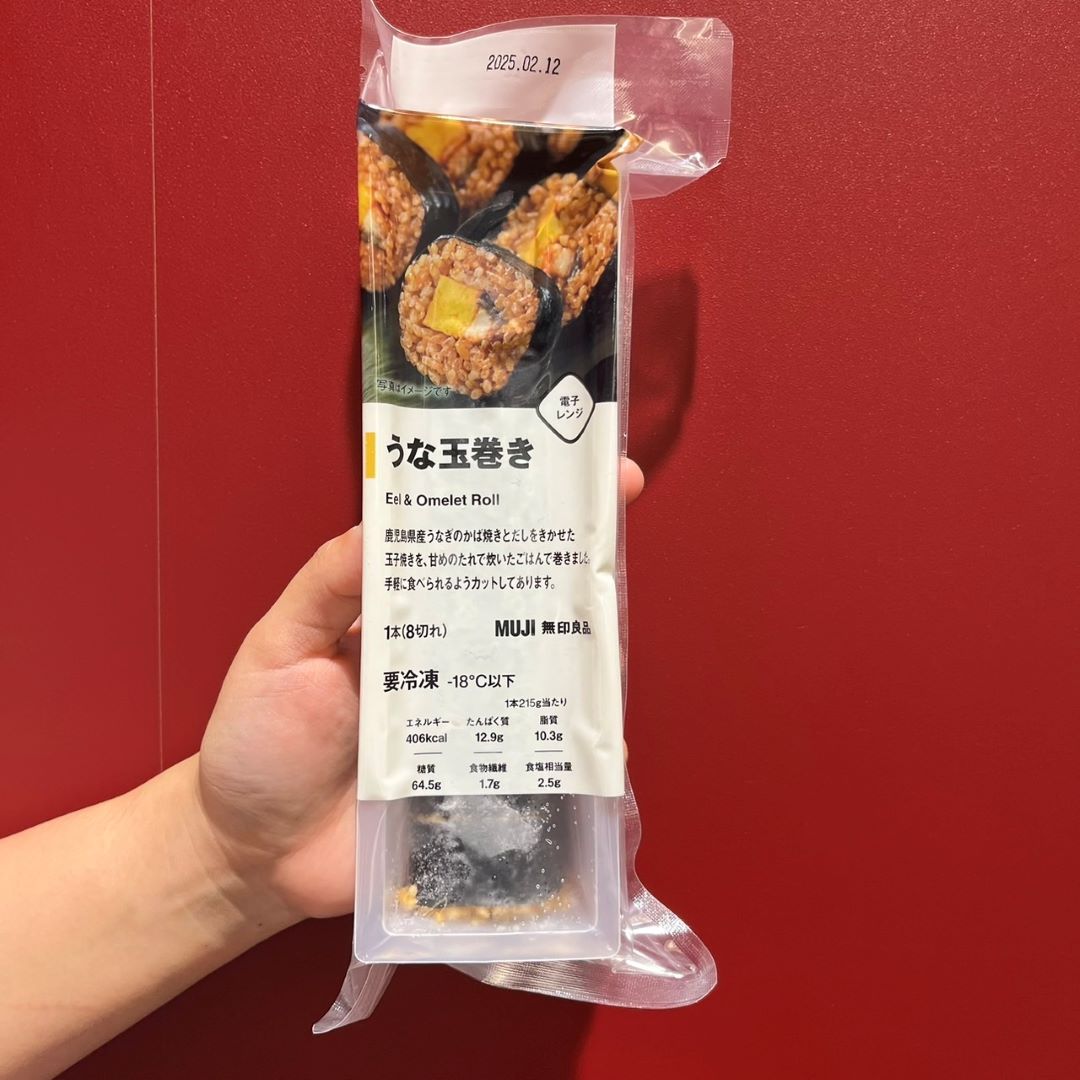 2025.02.12
写真はイメージです
電子
レンジ
うな玉巻き
Eel & Omelet Roll
鹿児島県産うなぎのかば焼きとだしをきかせた
玉子焼きを、甘めのたれで炊いたごはんで巻きました。
手軽に食べられるようカットしてあります。
1本(8切れ) MUJI 無印良品
要冷凍 -18°C以下
1本215g当たり
エネルギー たんぱく質 脂質
406kcal 12.9g 10.3g
糖質 食物繊維 食塩相当量
64.5g 1.7g 2.5g